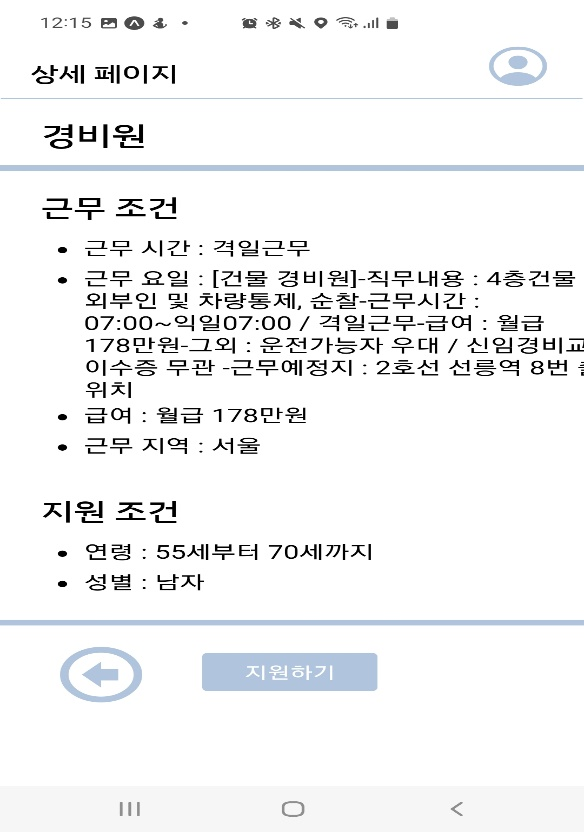 12:15
상세 페이지
경비원
근무 조건
근무 시간 : 격일근무
근무 요일 : [건물 경비원]-직무내용 : 4층건물
외부인 및 차량통제, 순찰-근무시간 :
07:00~익일07:00 / 격일근무-급여 : 월급
178만원-그외 : 운전가능자 우대 / 신임경비교
이수증 무관 -근무예정지 : 2호선 선릉역 8번
위치
급여 : 월급 178만원
근무 지역 : 서울
지원 조건
연령 : 55세부터 70세까지
성별 : 남자
지원하기